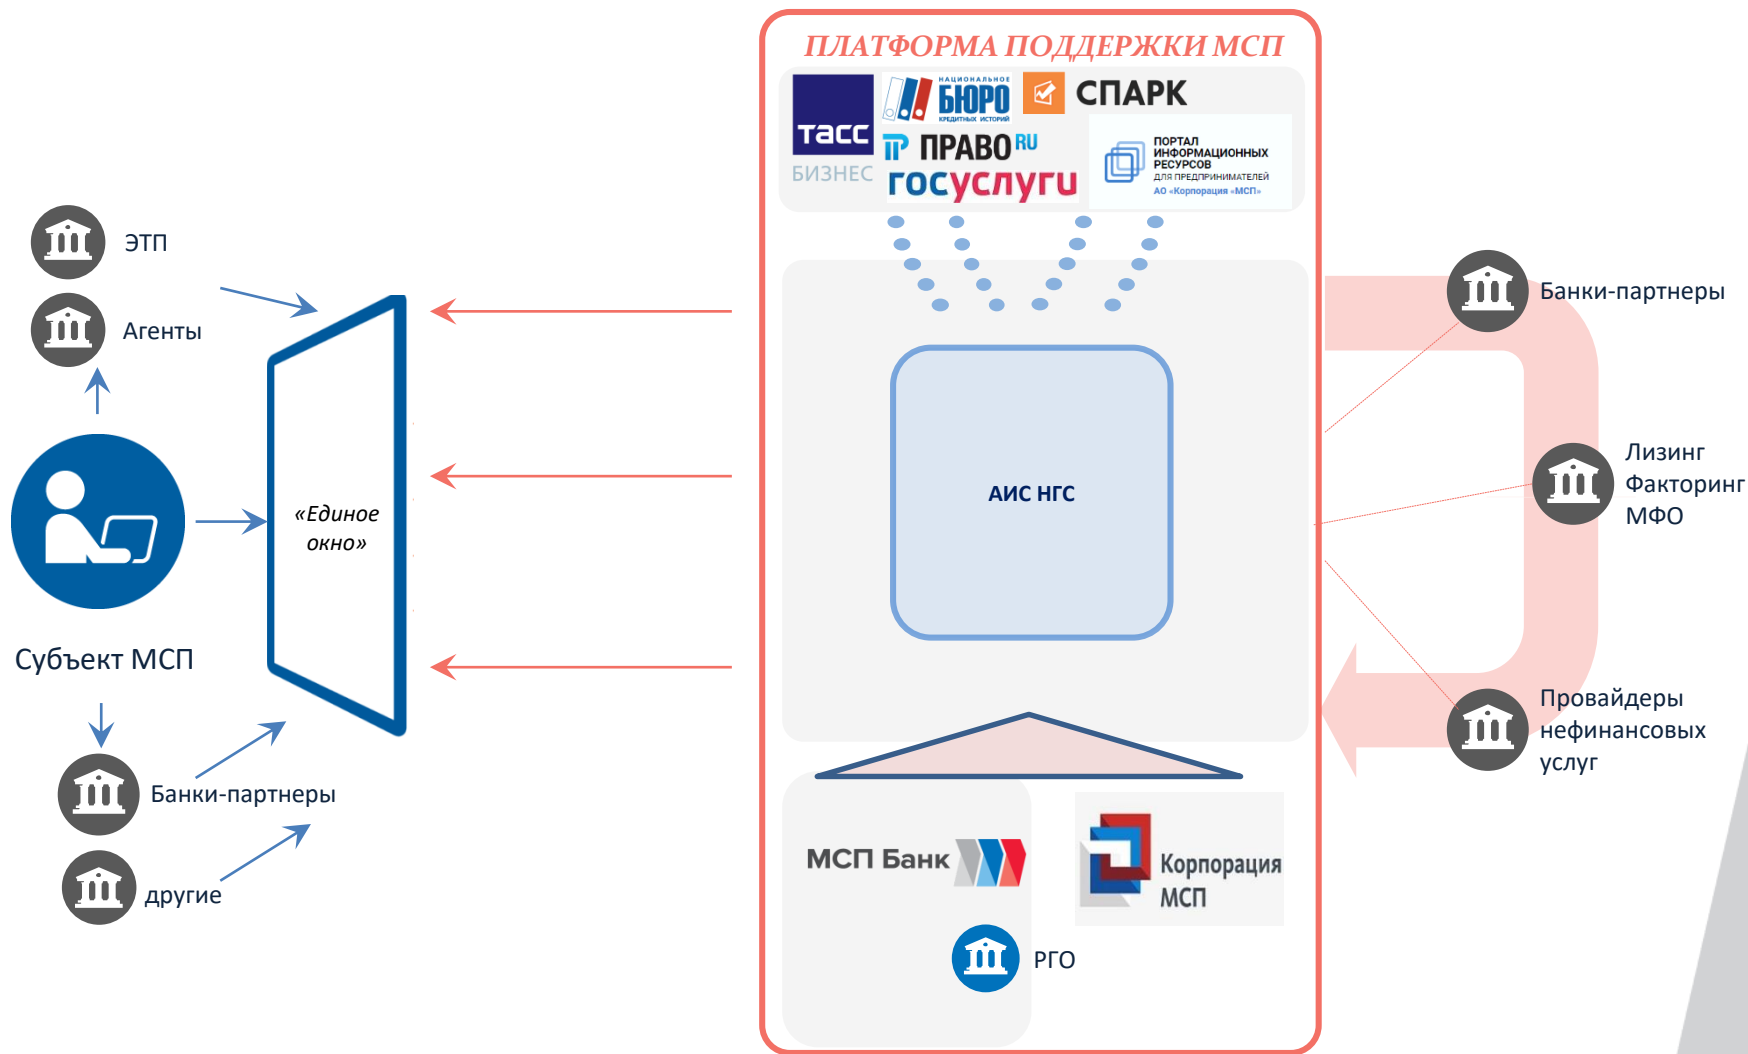 ПЛАТФОРМА ПОДДЕРЖКИ МСП
тасс
БИЗНЕС
НАЦИОНАЛЬНОЕ
БЮРО
КРЕДИТНЫХ ИСТОРИЙ
СПАРК
ПРАВО RU
госуслуги
ПОРТАЛ
ИНФОРМАЦИОННЫХ
РЕСУРСОВ
ДЛЯ ПРЕДПРИНИМАТЕЛЕЙ
АО «Корпорация «МСП»
ЭТП
Агенты
«Единое
окно»
Субъект МСП
Банки-партнеры
другие
АИС НГС
МСП Банк
Корпорация
МСП
РГО
Банки-партнеры
Лизинг
Факторинг
МФО
Провайдеры
нефинансовых
услуг